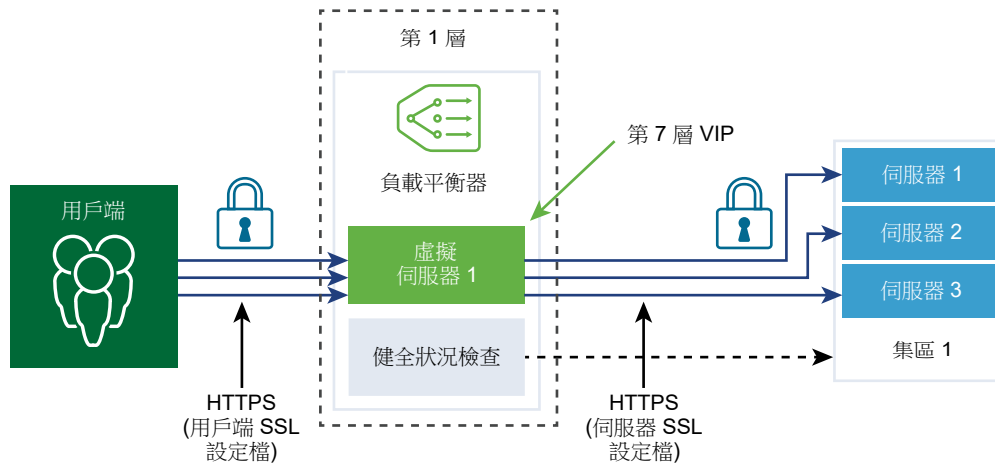 第 1 層
負載平衡器
第 7 層 VIP
用戶端
虛擬
伺服器 1
伺服器 1
伺服器 2
伺服器 3
健全狀況檢查
集區 1
HTTPS
(用戶端 SSL
設定檔)
HTTPS
(伺服器 SSL
設定檔)